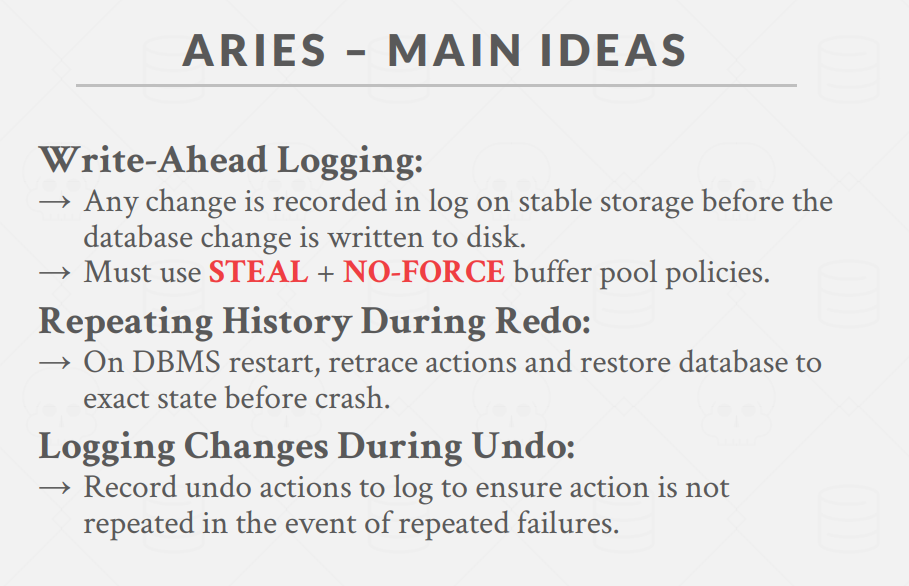 ARIES – MAIN IDEAS
Write-Ahead Logging:
→ Any change is recorded in log on stable storage before the
database change is written to disk.
→ Must use STEAL + NO-FORCE buffer pool policies.
Repeating History During Redo:
→ On DBMS restart, retrace actions and restore database to
exact state before crash.
Logging Changes During Undo:
→ Record undo actions to log to ensure action is not
repeated in the event of repeated failures.